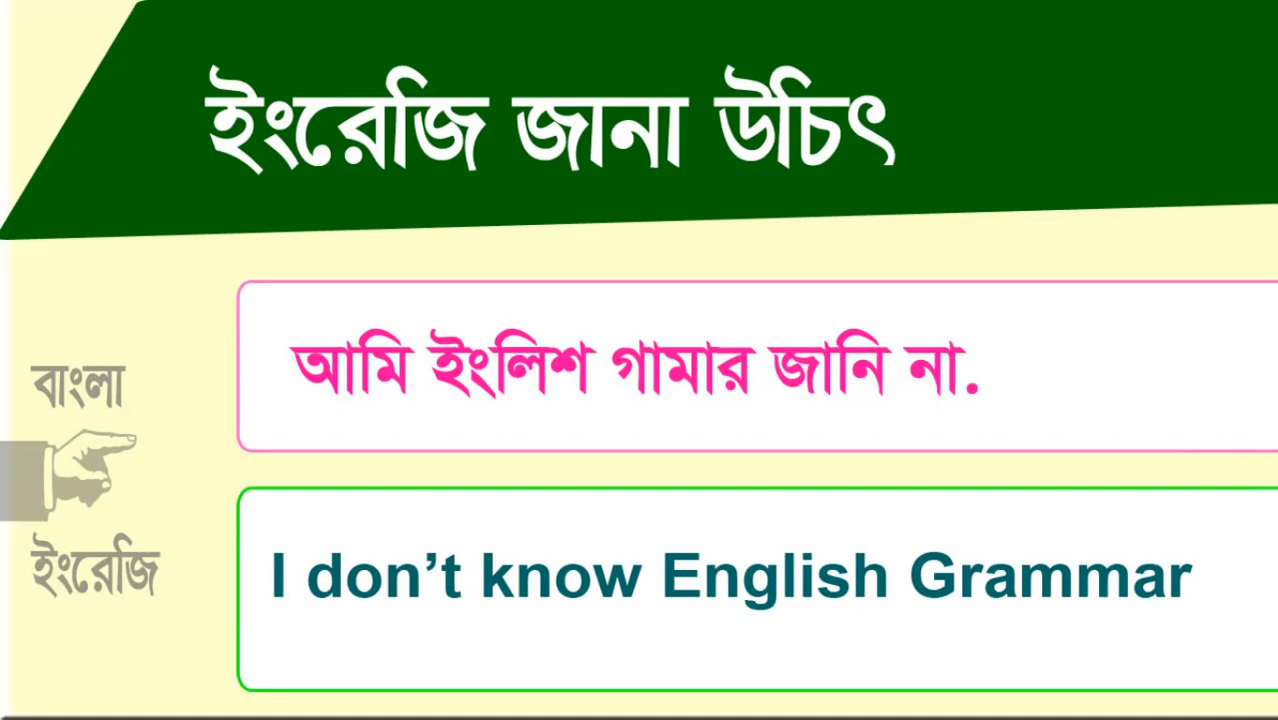 ইংরেজি জানা উচিৎ
আমি ইংলিশ গামার জানি না.
বাংলা
ইংরেজি
I don’t know English Grammar